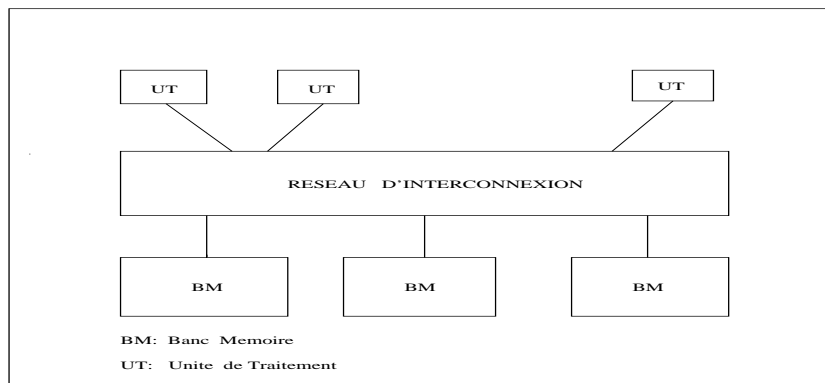 UT UT UT
RESEAU D'INTERCONNEXION
BM BM BM
BM: Banc Memoire
UT: Unite de Traitement